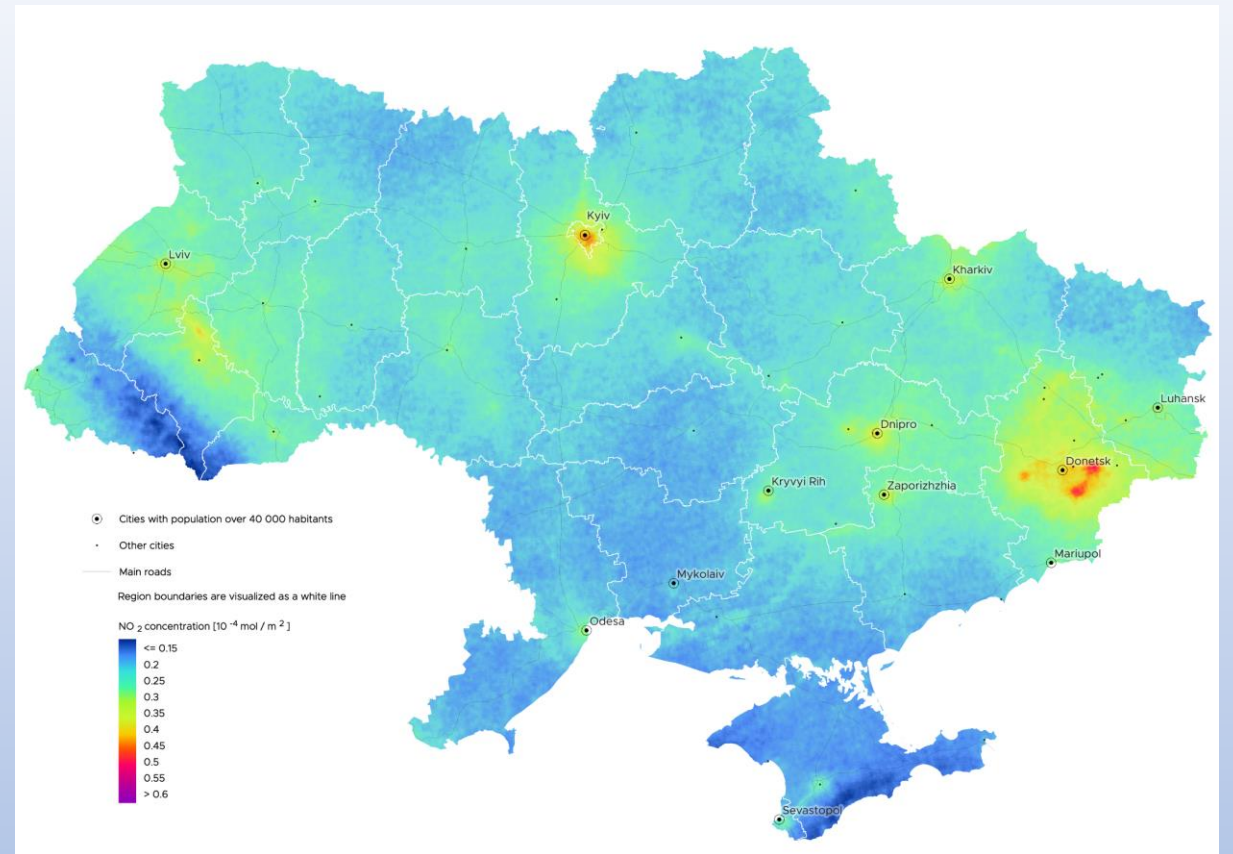 Kyiv
Lviv
Kharkiv
Luhansk
Dnipro
Donetsk
Kryvyi Rih
Zaporizhzhia
Mariupol
Mykolaiv
Odesa
Sevastopol
Cities with population over 40 000 habitants
Other cities
Main roads
Region boundaries are visualized as a white line
NO 2 concentration [10 -4 mol / m 2 ]
<= 0.15
0.2
0.25
0.3
0.35
0.4
0.45
0.5
0.55
> 0.6